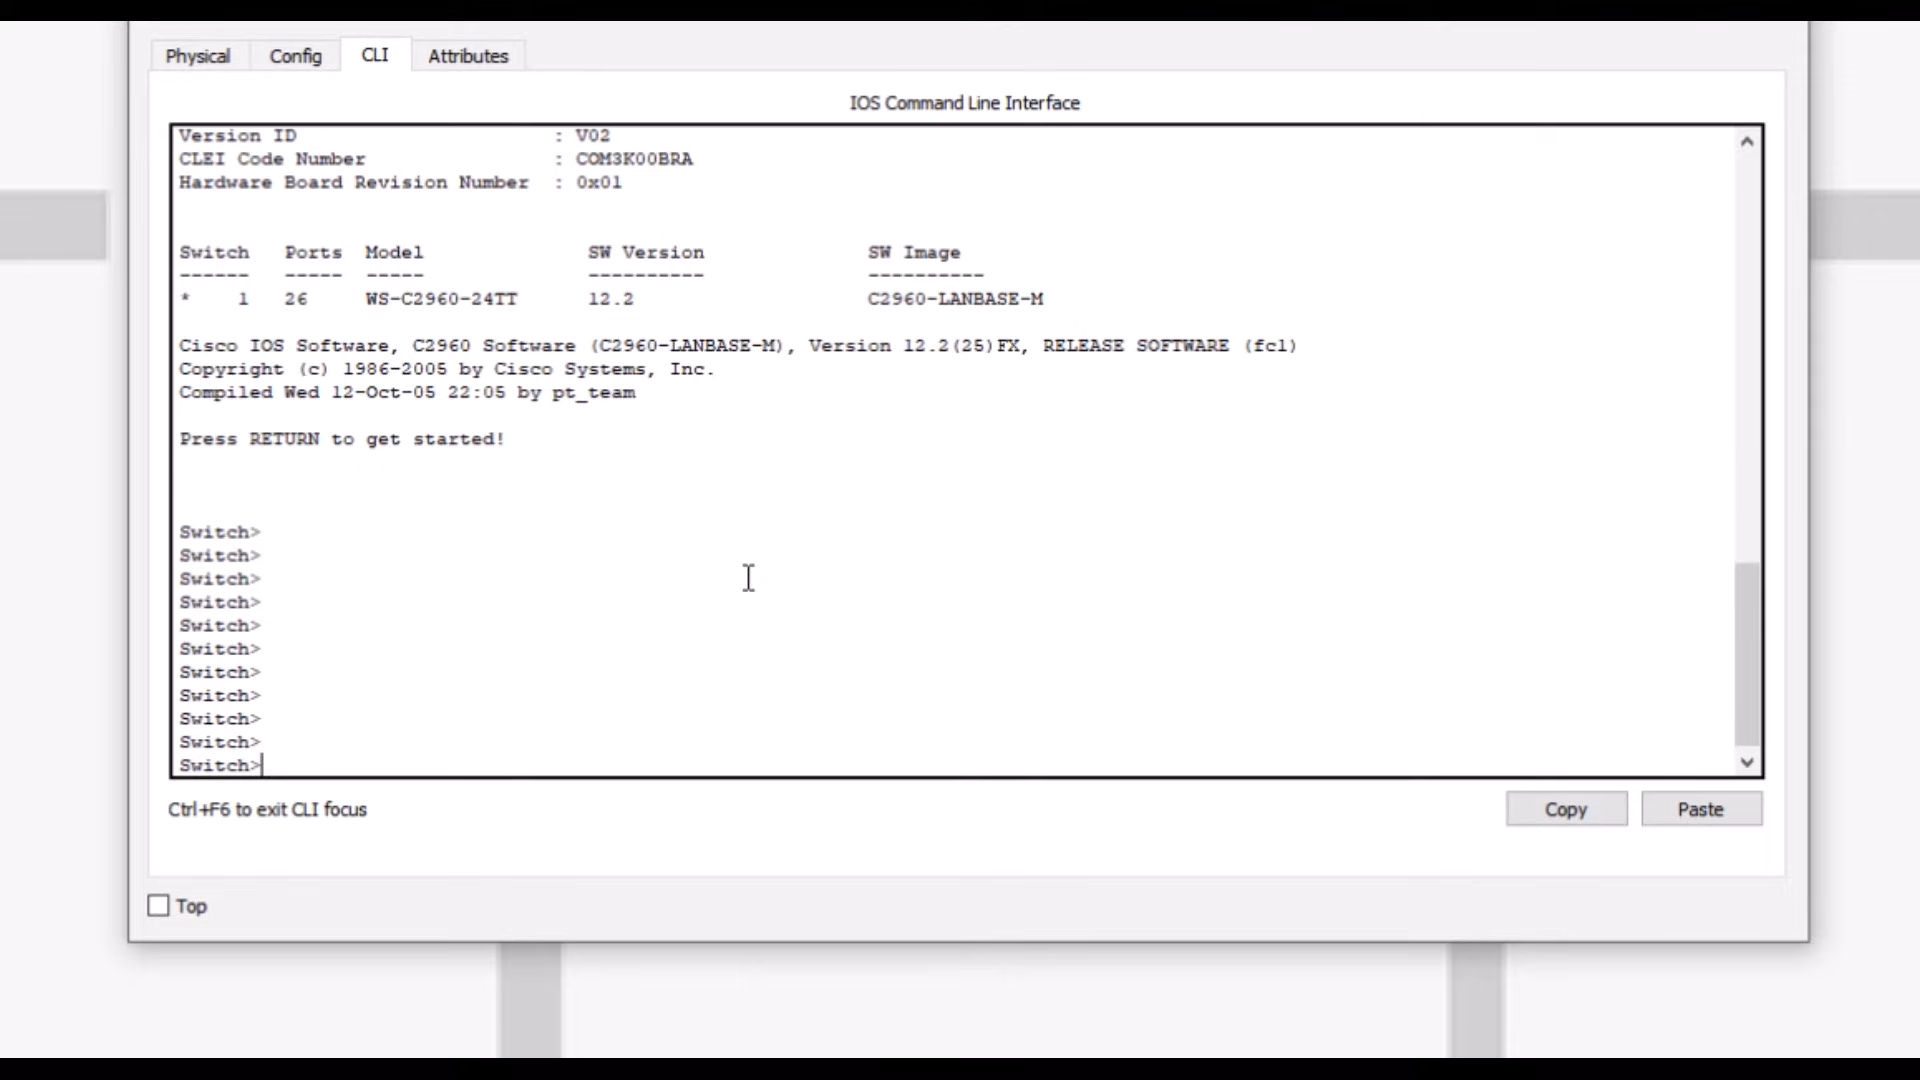 Physical Config CLI Attributes
IOS Command Line Interface
Version ID : V02
CLEI Code Number : COM3K00BRA
Hardware Board Revision Number : 0x01
Switch Ports Model SW Version SW Image
------ ----- ----- ---------- ----------
* 1 26 WS-C2960-24TT 12.2 C2960-LANBASE-M
Cisco IOS Software, C2960 Software (C2960-LANBASE-M), Version 12.2(25)FX, RELEASE SOFTWARE (fc1)
Copyright (c) 1986-2005 by Cisco Systems, Inc.
Compiled Wed 12-Oct-05 22:05 by pt_team
Press RETURN to get started!
Switch>
Switch>
Switch>
Switch>
Switch>
Switch>
Switch>
Switch>
Switch>
Switch>
Switch>
Ctrl+F6 to exit CLI focus
Copy Paste
Top